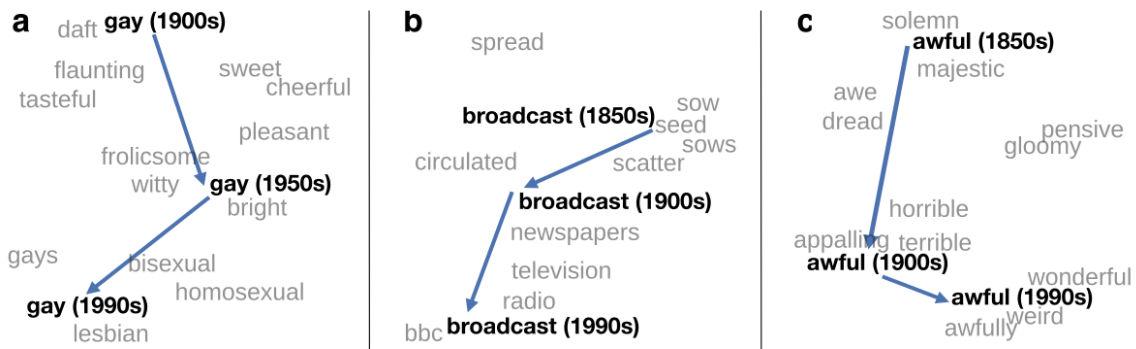 a
daft gay (1900s)
flaunting
sweet
tasteful
cheerful
pleasant
frolicsome
witty
gay (1950s)
bright
gays
bisexual
homosexual
gay (1990s)
lesbian
b
spread
sow
broadcast (1850s)
seed
sows
circulated
scatter
broadcast (1900s)
newspapers
television
radio
bbc broadcast (1990s)
c
solemn
awful (1850s)
majestic
awe
dread
pensive
gloomy
horrible
appalling terrible
awful (1900s)
wonderful
awful (1990s)
weird
awfully